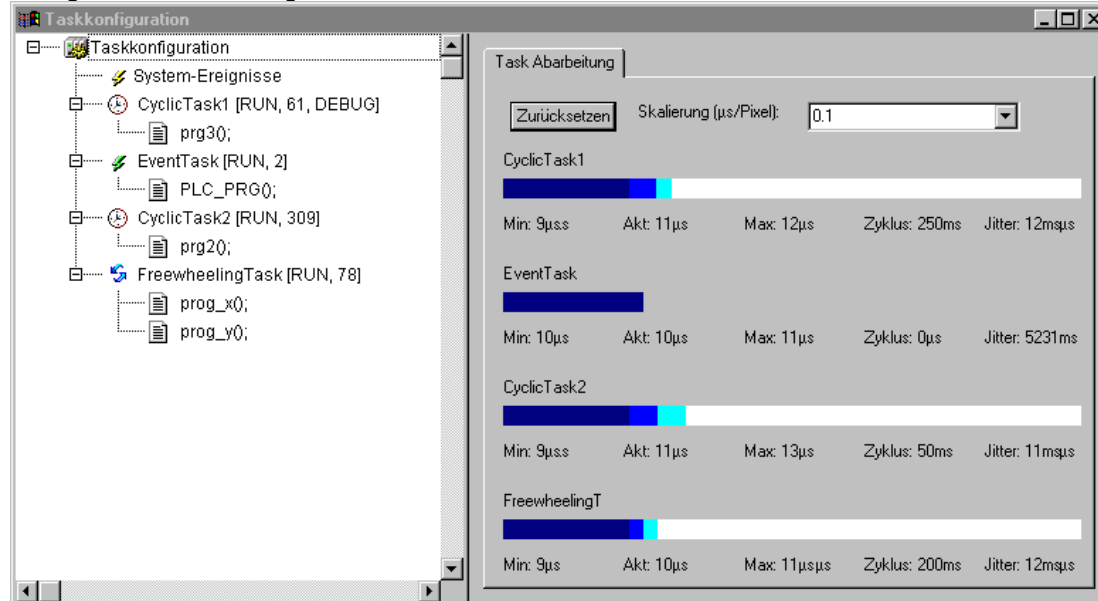 Taskkonfiguration
Taskkonfiguration
System-Ereignisse
CyclicTask1 [RUN, 61, DEBUG]
prg3();
EventTask [RUN, 2]
PLC_PRG();
CyclicTask2 [RUN, 309]
prg2();
FreewheelingTask [RUN, 78]
prog_x();
prog_y();
Task Abarbeitung
Zurücksetzen Skalierung (µs/Pixel): 0.1
CyclicTask1
Min: 9µs.s Akt: 11µs Max: 12µs Zyklus: 250ms Jitter: 12msµs
EventTask
Min: 10µs Akt: 10µs Max: 11µs Zyklus: 0µs Jitter: 5231ms
CyclicTask2
Min: 9µs.s Akt: 11µs Max: 13µs Zyklus: 50ms Jitter: 11msµs
FreewheelingT
Min: 9µs Akt: 10µs Max: 11µsµs Zyklus: 200ms Jitter: 12msµs